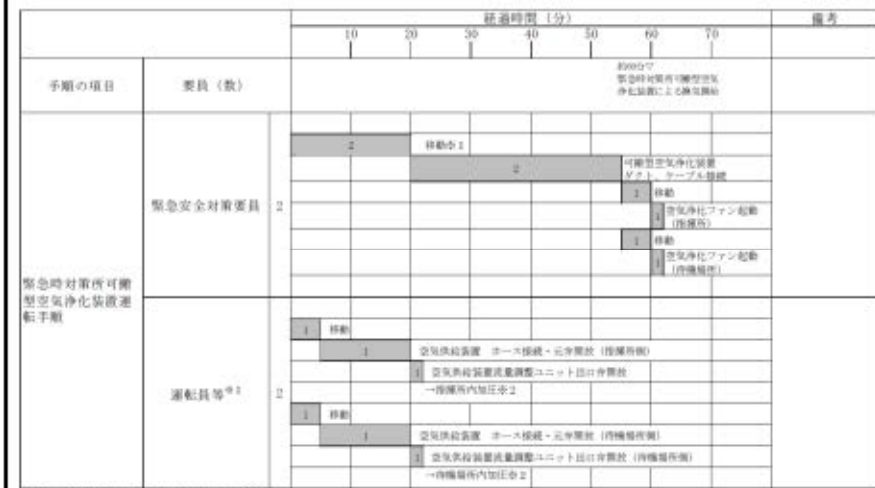 経過時間（分）
備考
10 20 30 40 50 60 70
手順の項目
要員（数）
緊急時対策所可搬型空気
浄化装置による換気開始
緊急時対策所可搬
型空気浄化装置運
転手順
緊急安全対策要員
2
2
移動※1
2
可搬型空気浄化装置
ダクト、ケーブル接続
1
移動
1
空気浄化ファン起動
（指揮所）
1
移動
1
空気浄化ファン起動
（待機場所）
運転員等※3
2
1
移動
1
空気供給装置 ホース接続・元弁開放（指揮所側）
1
空気供給装置流量調整ユニット出口弁開放
→指揮所内加圧※2
1
移動
1
空気供給装置 ホース接続・元弁開放（待機場所側）
1
空気供給装置流量調整ユニット出口弁開放（待機場所側）
→待機場所内加圧※2